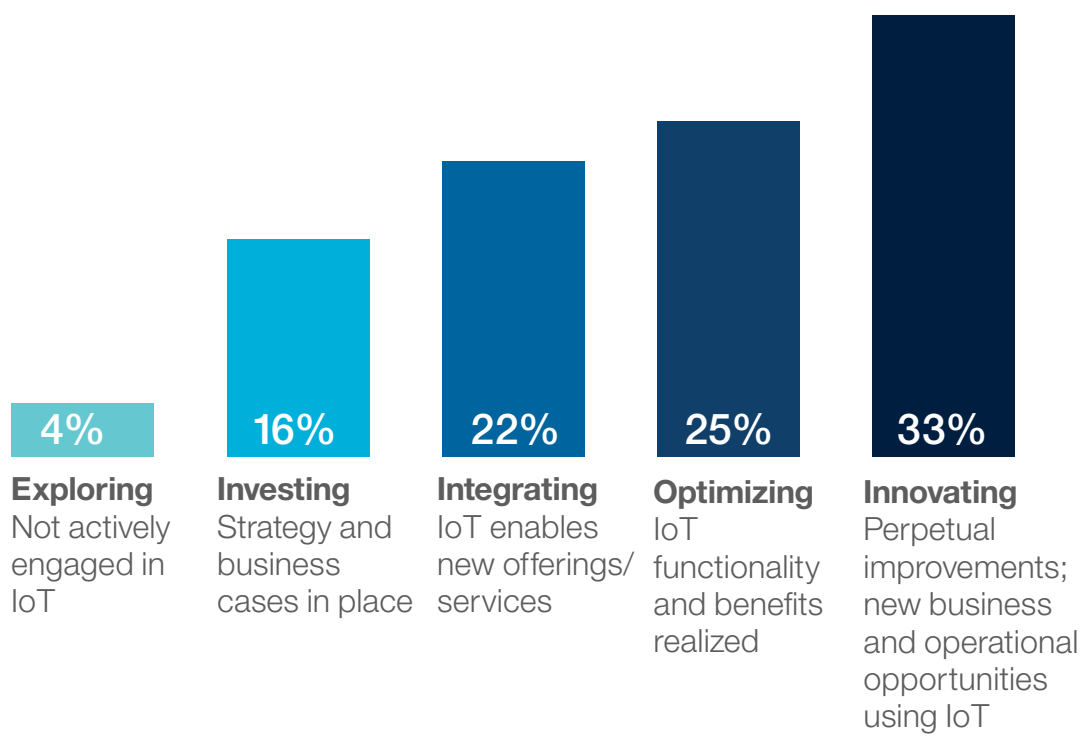 4%
16%
22%
25%
33%
Exploring
Not actively
engaged in
IoT
Investing
Strategy and
business
cases in place
Integrating
IoT enables
new offerings/
services
Optimizing
IoT
functionality
and benefits
realized
Innovating
Perpetual
improvements;
new business
and operational
opportunities
using IoT